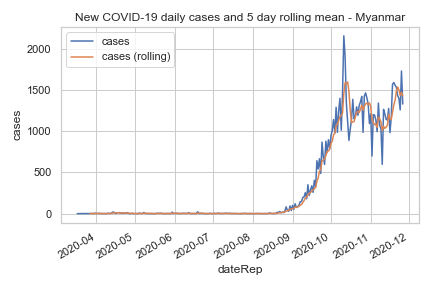 New COVID-19 daily cases and 5 day rolling mean - Myanmar
cases
cases (rolling)
2000
1500
1000
500
0
cases
2020-04
2020-05
2020-06
2020-07
2020-08
2020-09
2020-10
2020-11
2020-12
dateRep